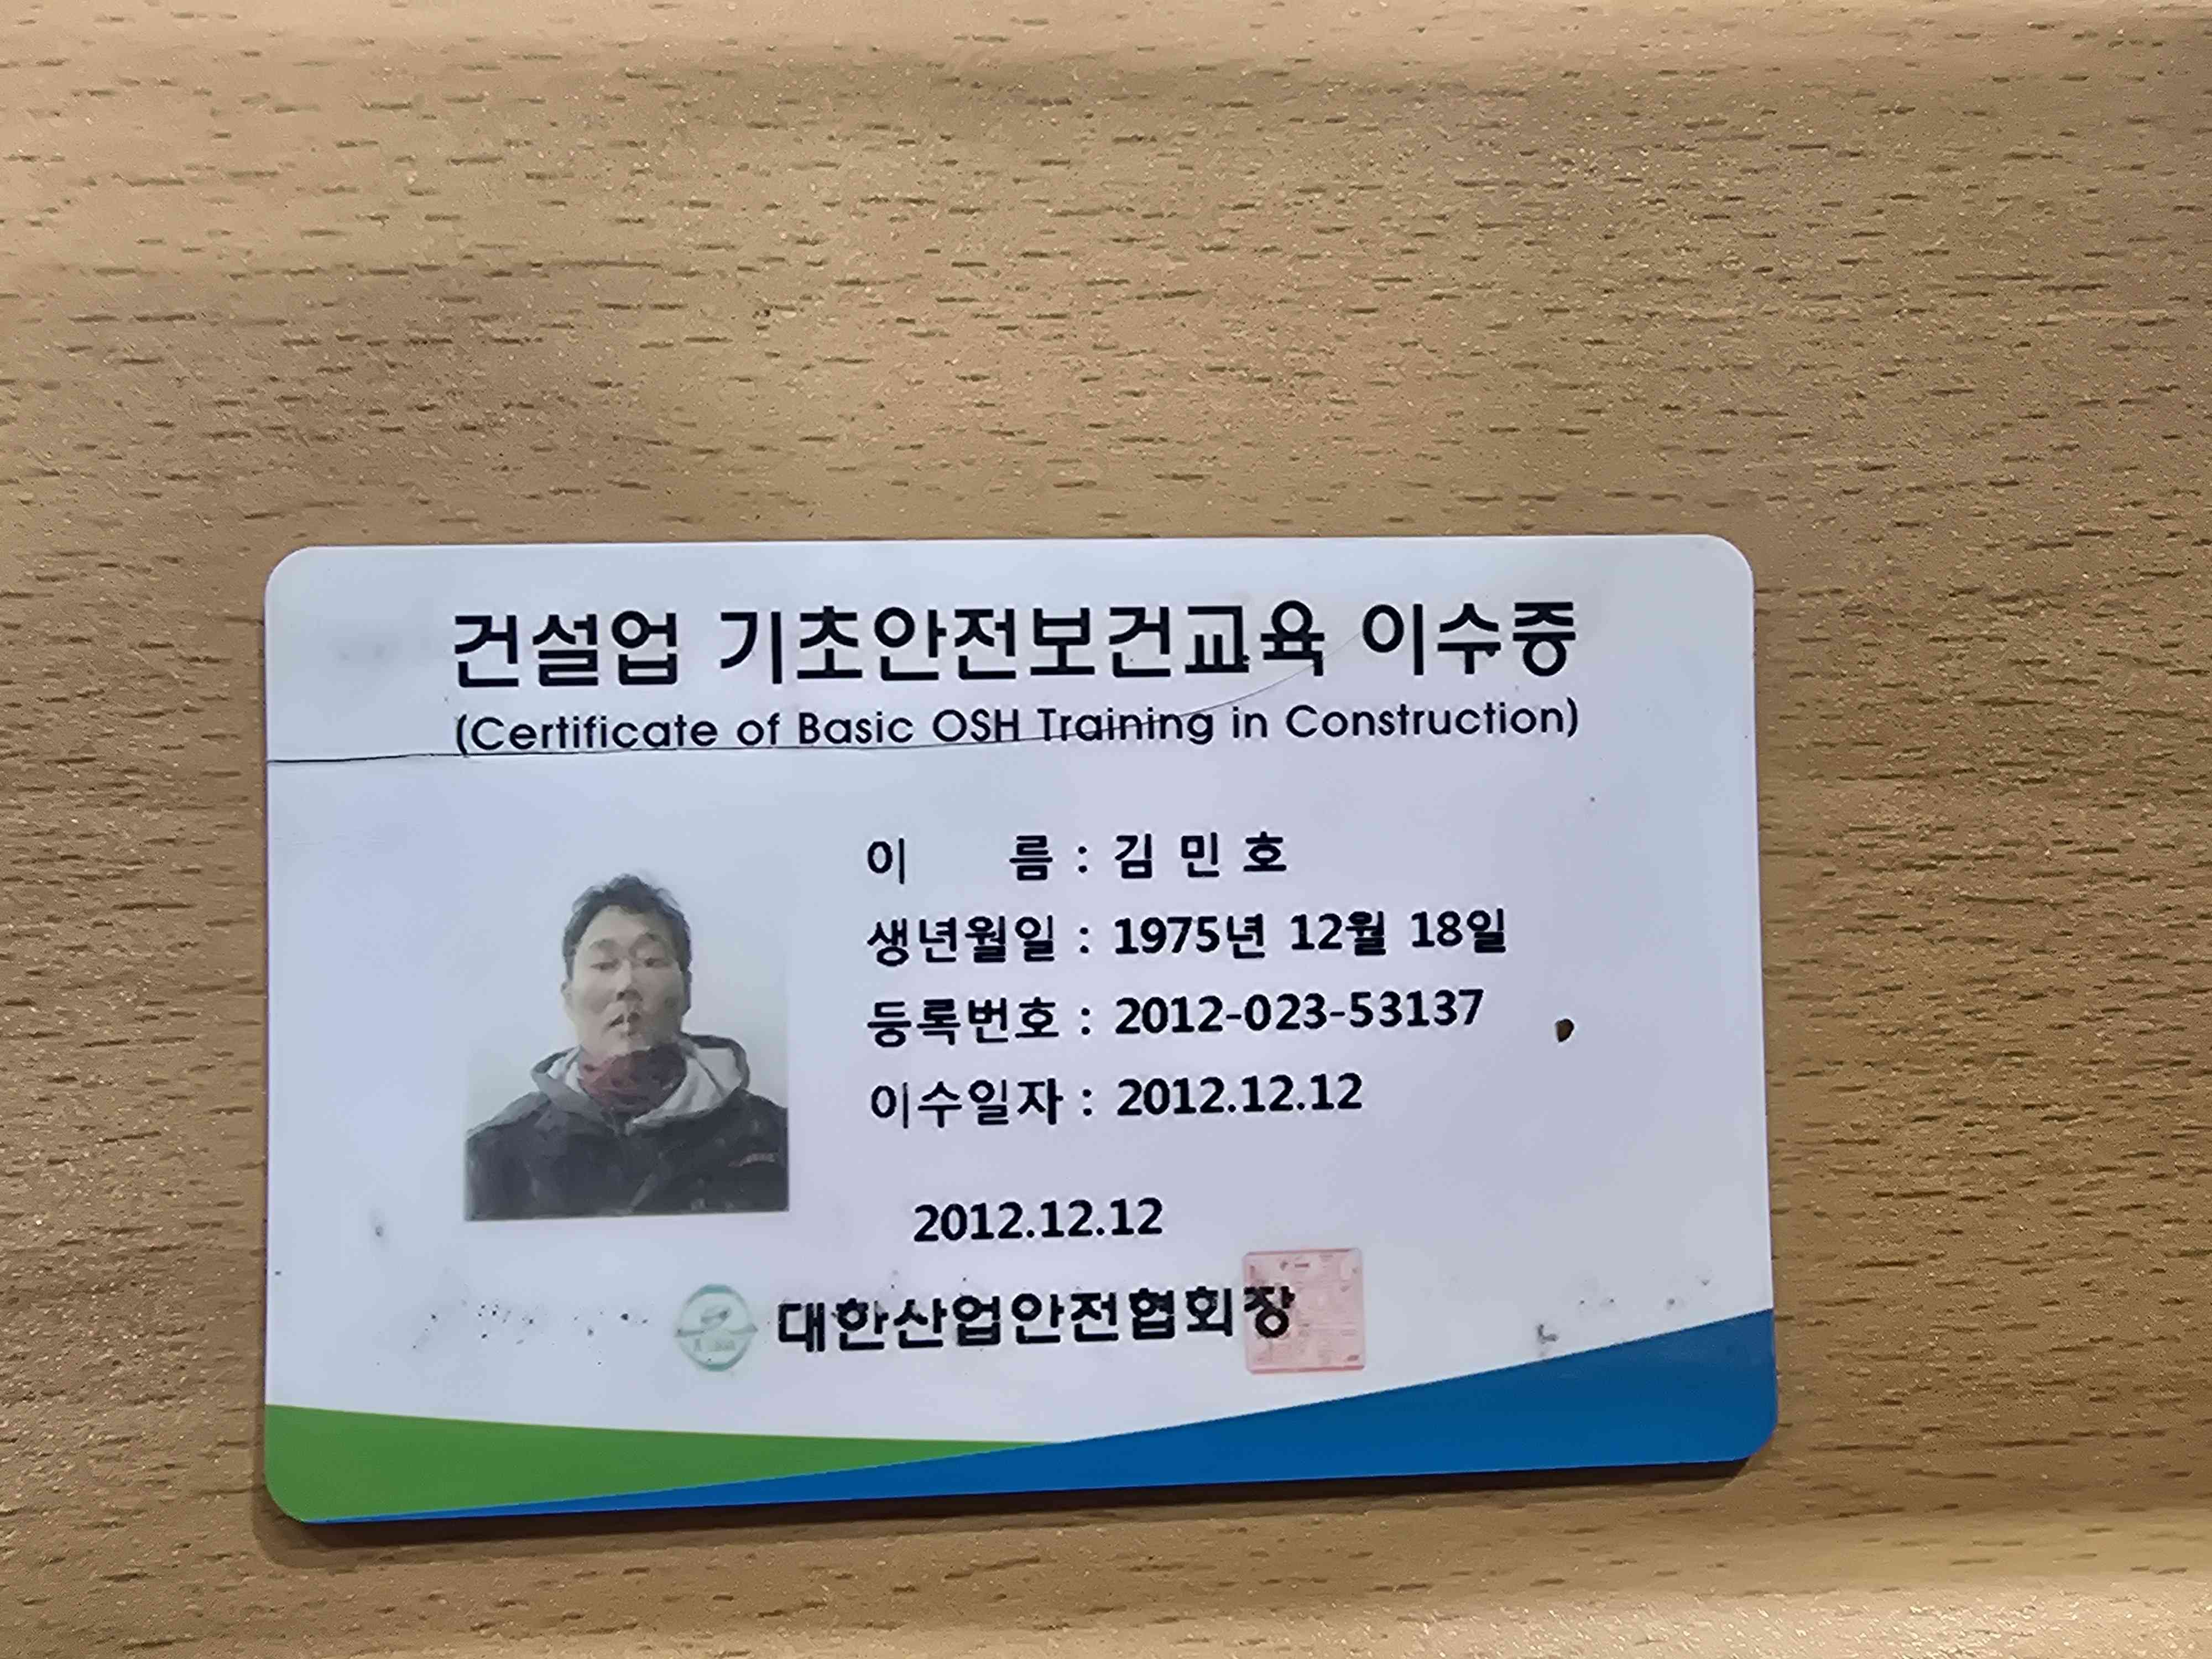 건설업 기초안전보건교육 이수증
(Certificate of Basic OSH Training in Construction)
이 름 : 김 민 호
생년월일 : 1975년 12월 18일
등록번호 : 2012-023-53137
이수일자 : 2012.12.12
2012.12.12
대한산업안전협회장